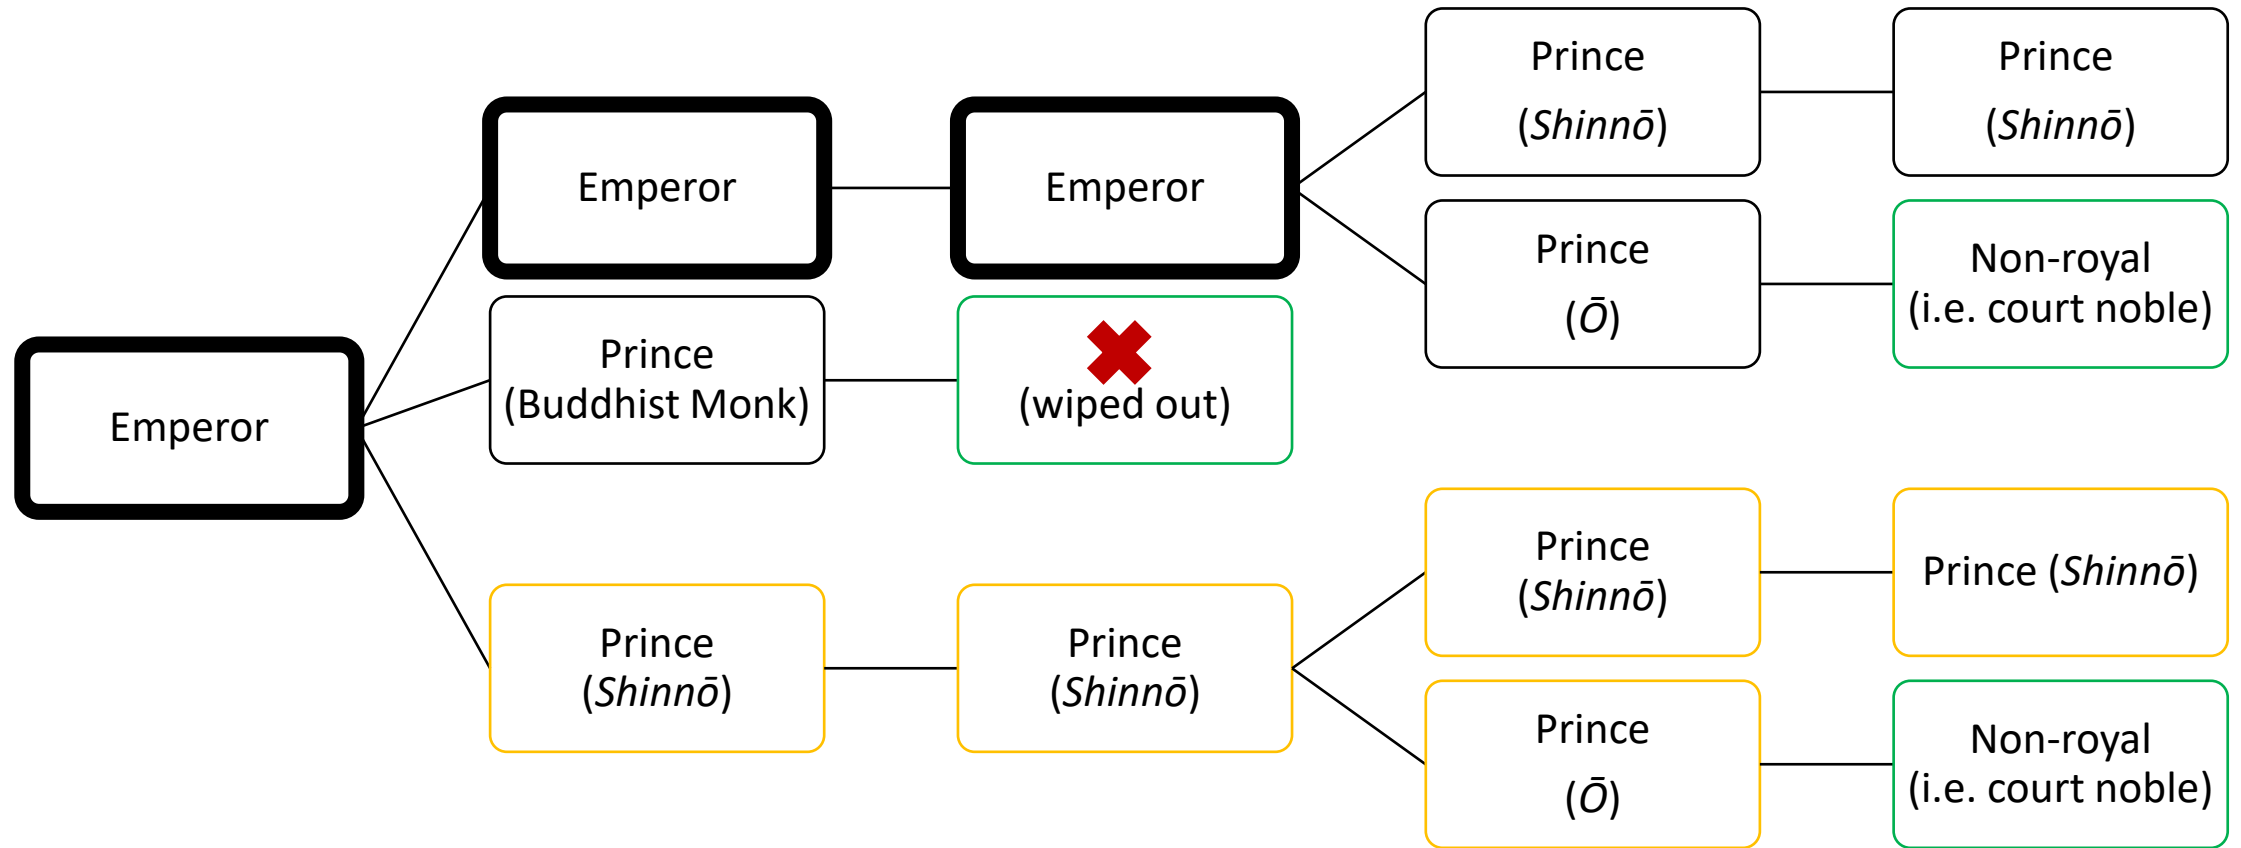 Prince
(Shinnō)
Prince
(Shinnō)
Emperor
Emperor
Prince
(Ō)
Non-royal
(i.e. court noble)
Emperor
Prince
(Buddhist Monk)
(wiped out)
Prince
(Shinnō)
Prince
(Shinnō)
Prince
(Shinnō)
Prince (Shinnō)
Prince
(Ō)
Non-royal
(i.e. court noble)